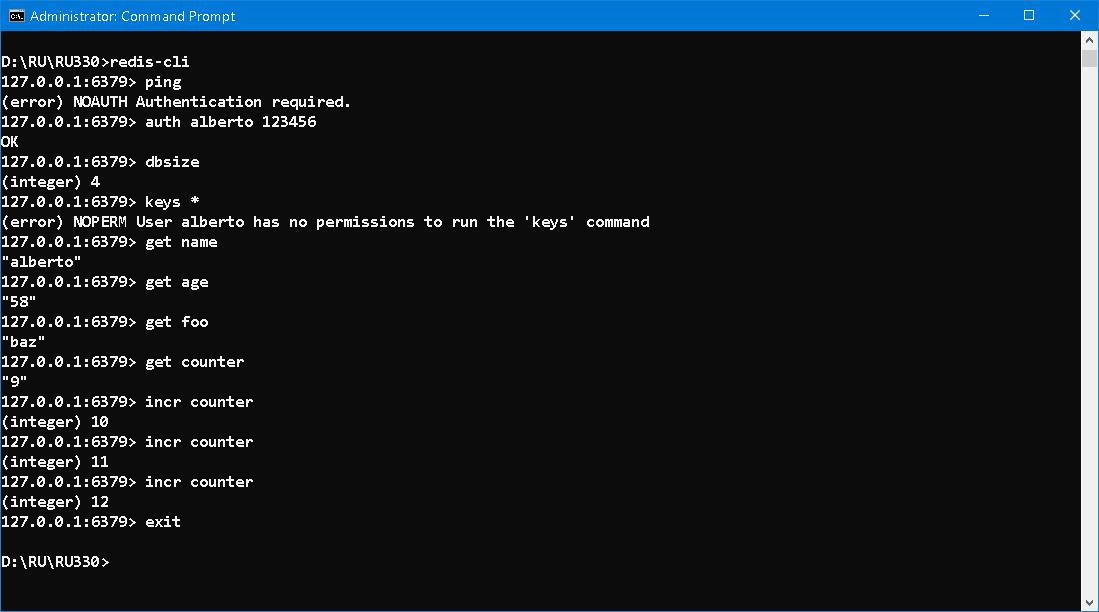 Administrator: Command Prompt
D:\RU\RU330>redis-cli
127.0.0.1:6379> ping
(error) NOAUTH Authentication required.
127.0.0.1:6379> auth alberto 123456
OK
127.0.0.1:6379> dbsize
(integer) 4
127.0.0.1:6379> keys *
(error) NOPERM User alberto has no permissions to run the 'keys' command
127.0.0.1:6379> get name
"alberto"
127.0.0.1:6379> get age
"58"
127.0.0.1:6379> get foo
"baz"
127.0.0.1:6379> get counter
"9"
127.0.0.1:6379> incr counter
(integer) 10
127.0.0.1:6379> incr counter
(integer) 11
127.0.0.1:6379> incr counter
(integer) 12
127.0.0.1:6379> exit
D:\RU\RU330>